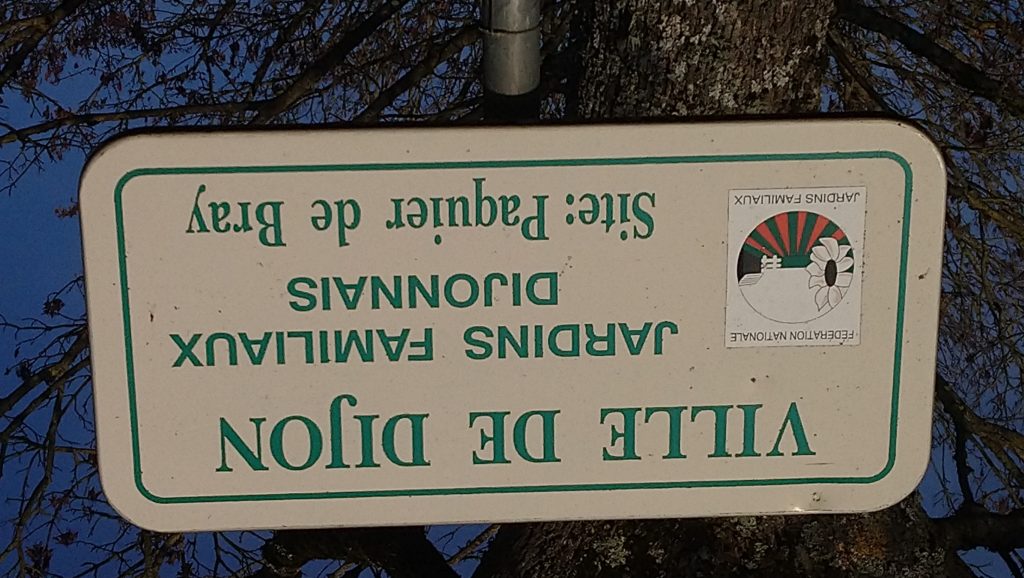 VILLE DE DIJON
JARDINS FAMILIAUX
DIJONNAIS
Site: Paquier de Bray
FÉDÉRATION NATIONALE
JARDINS FAMILIAUX